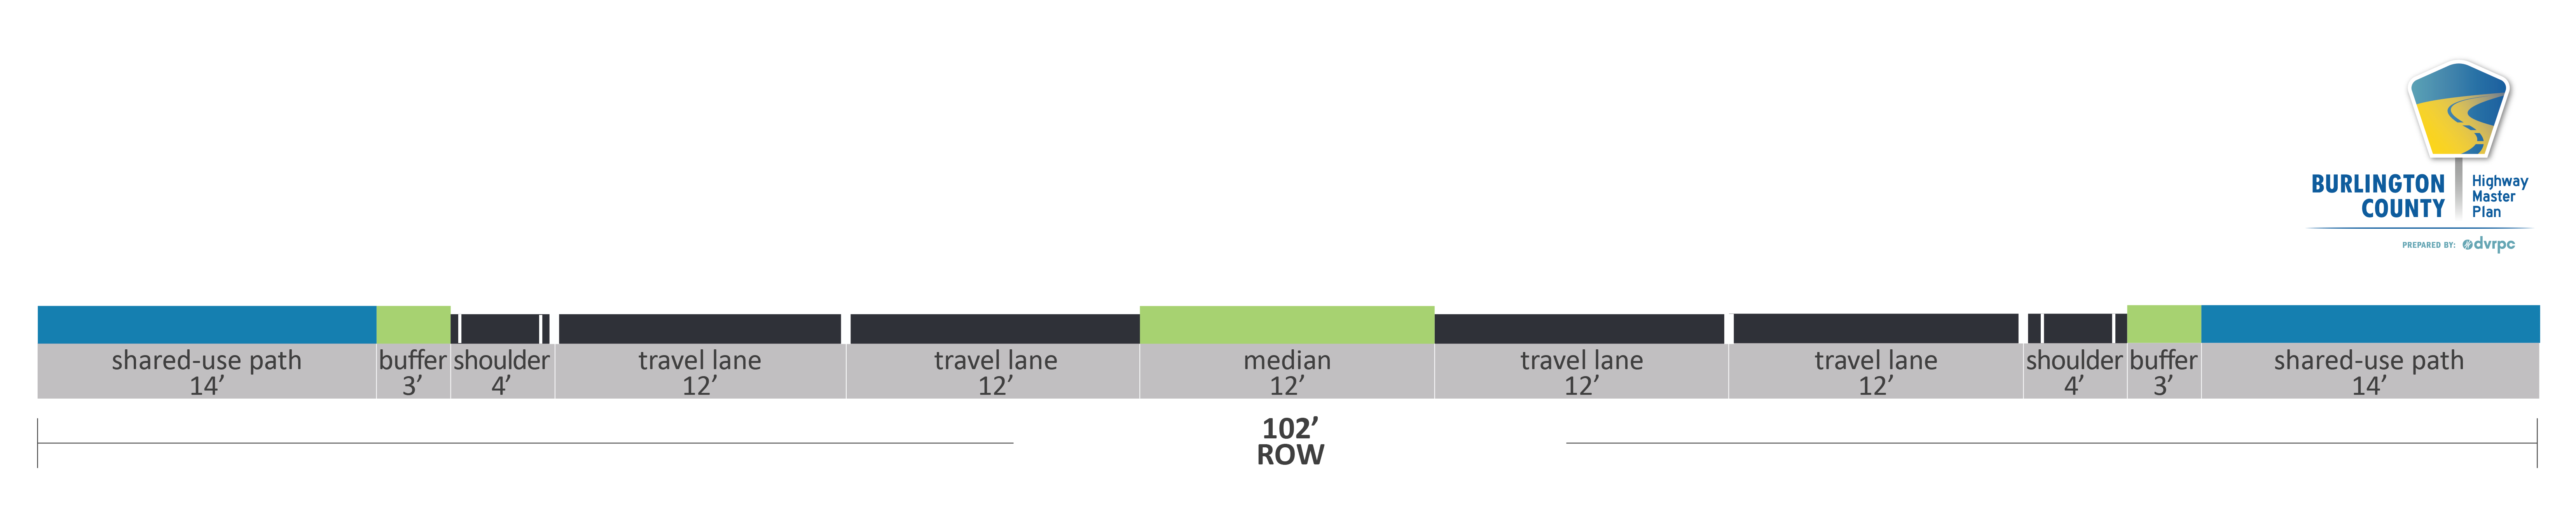 BURLINGTON
COUNTY
Highway
Master
Plan
PREPARED BY: dvrpc
shared-use path
14’
buffer
3’
shoulder
4’
travel lane
12’
travel lane
12’
median
12’
travel lane
12’
travel lane
12’
shoulder
4’
buffer
3’
shared-use path
14’
102’
ROW